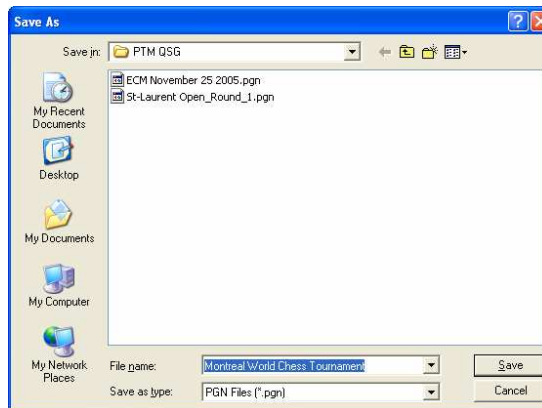 Save As
Save in: PTM QSG
ECM November 25 2005.pgn
St-Laurent Open_Round_1.pgn
My Recent
Documents
Desktop
My Documents
My Computer
My Network
Places
File name: Montreal World Chess Tournament Save
Save as type: PGN Files (*.pgn) Cancel